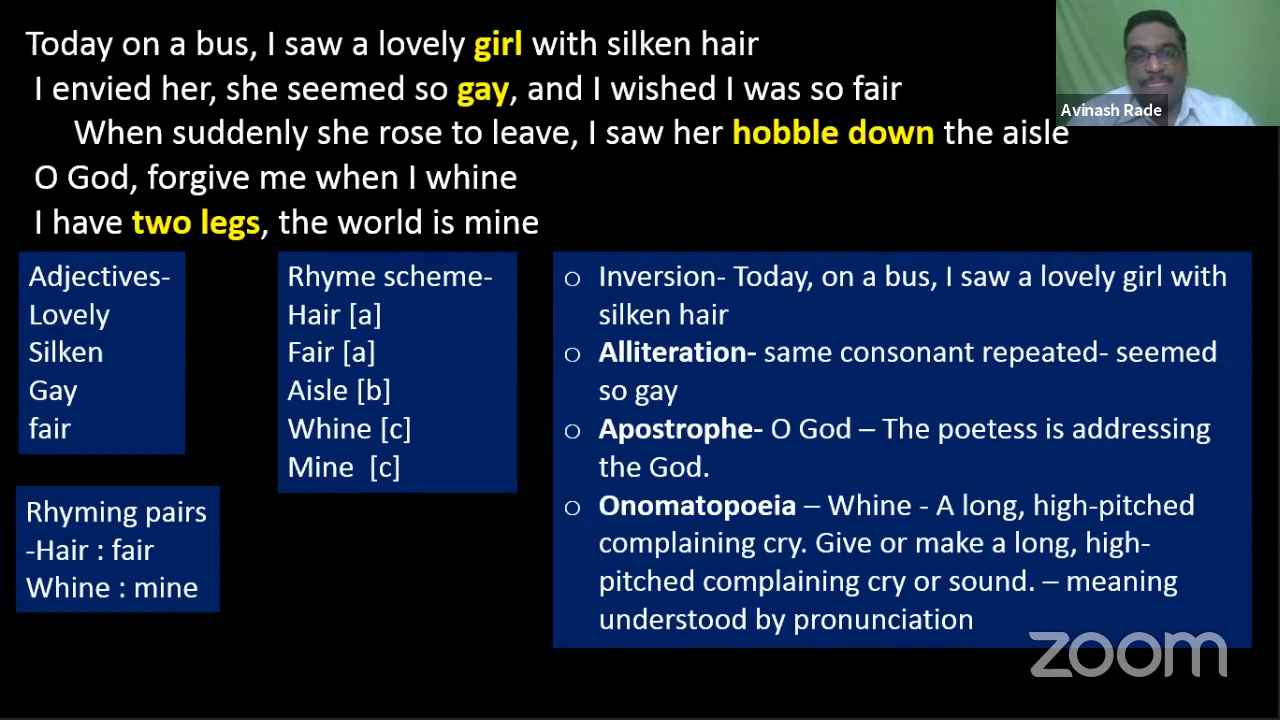 Today on a bus, I saw a lovely girl with silken hair
I envied her, she seemed so gay, and I wished I was so fair
When suddenly she rose to leave, I saw her hobble down the aisle
O God, forgive me when I whine
I have two legs, the world is mine
Avinash Rade
Adjectives-
Lovely
Silken
Gay
fair
Rhyming pairs
-Hair : fair
Whine : mine
Rhyme scheme-
Hair [a]
Fair [a]
Aisle [b]
Whine [c]
Mine [c]
o Inversion- Today, on a bus, I saw a lovely girl with
silken hair
o Alliteration- same consonant repeated- seemed
so gay
o Apostrophe- O God – The poetess is addressing
the God.
o Onomatopoeia – Whine - A long, high-pitched
complaining cry. Give or make a long, high-
pitched complaining cry or sound. – meaning
understood by pronunciation
zoom